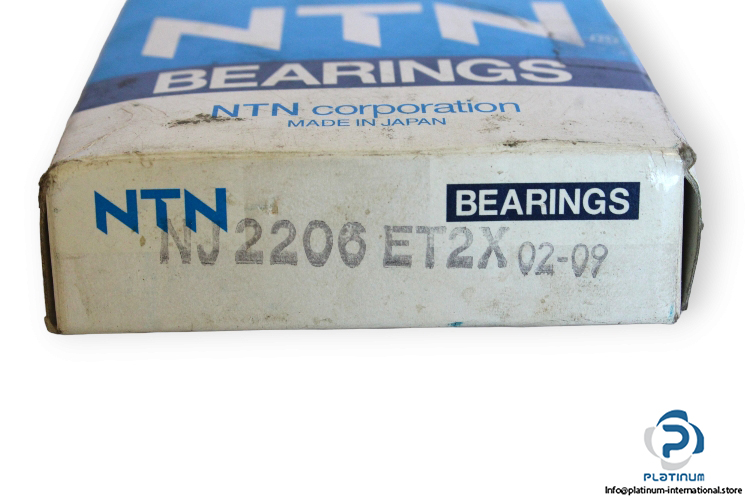 NTN
BEARINGS
NTN corporation
MADE IN JAPAN
NTN BEARINGS
NJ 2206 ET2X 02-09
PLATINUM
Info@platinum-international.store